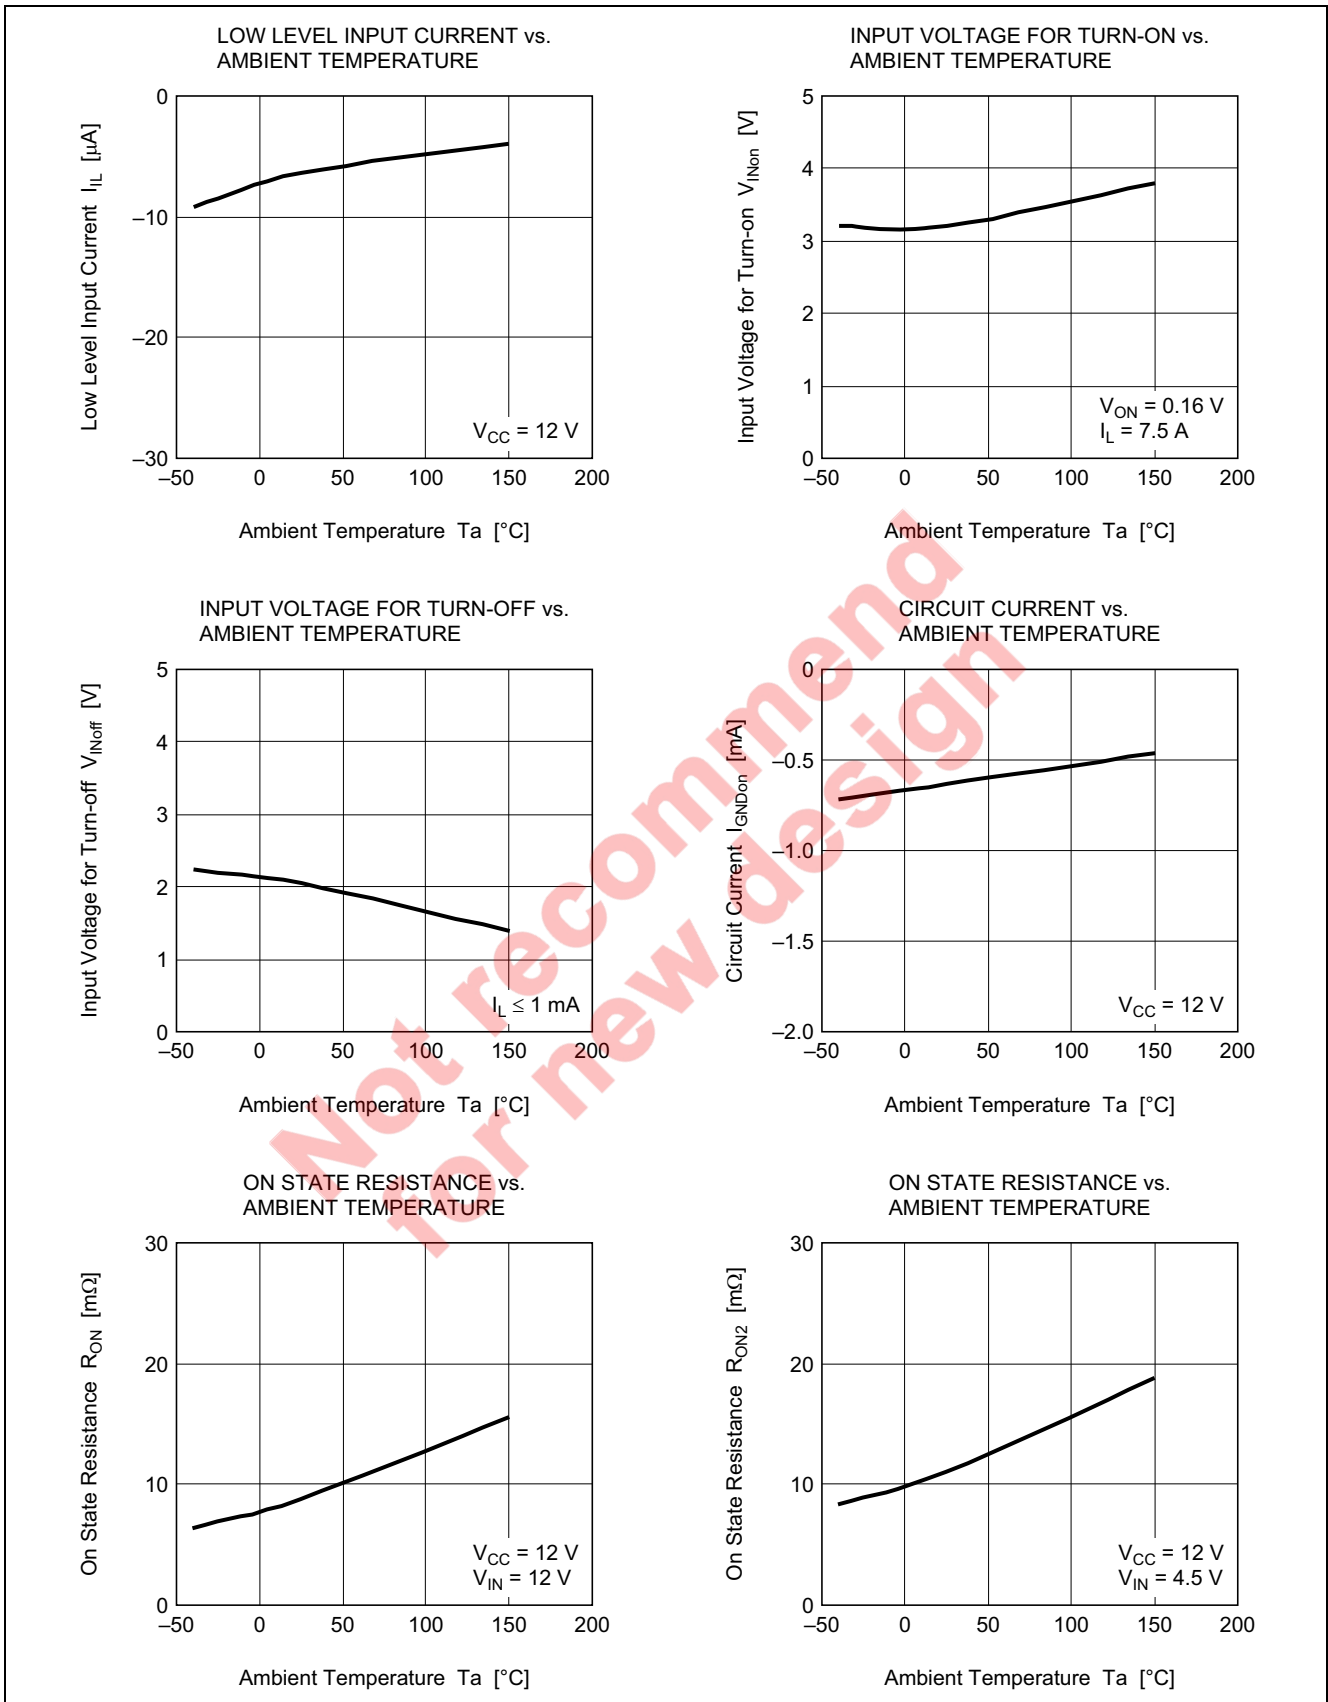 LOW LEVEL INPUT CURRENT vs.
AMBIENT TEMPERATURE
Low Level Input Current I_IL [μA]
0
–10
–20
–30
V_CC = 12 V
–50 0 50 100 150 200
Ambient Temperature Ta [°C]
INPUT VOLTAGE FOR TURN-ON vs.
AMBIENT TEMPERATURE
Input Voltage for Turn-on V_INon [V]
5
4
3
2
1
0
V_ON = 0.16 V
I_L = 7.5 A
–50 0 50 100 150 200
Ambient Temperature Ta [°C]
INPUT VOLTAGE FOR TURN-OFF vs.
AMBIENT TEMPERATURE
Input Voltage for Turn-off V_INoff [V]
5
4
3
2
1
0
I_L ≤ 1 mA
–50 0 50 100 150 200
Ambient Temperature Ta [°C]
CIRCUIT CURRENT vs.
AMBIENT TEMPERATURE
Circuit Current I_GNDon [mA]
0
–0.5
–1.0
–1.5
–2.0
V_CC = 12 V
–50 0 50 100 150 200
Ambient Temperature Ta [°C]
ON STATE RESISTANCE vs.
AMBIENT TEMPERATURE
On State Resistance R_ON [mΩ]
30
20
10
0
V_CC = 12 V
V_IN = 12 V
–50 0 50 100 150 200
Ambient Temperature Ta [°C]
ON STATE RESISTANCE vs.
AMBIENT TEMPERATURE
On State Resistance R_ON2 [mΩ]
30
20
10
0
V_CC = 12 V
V_IN = 4.5 V
–50 0 50 100 150 200
Ambient Temperature Ta [°C]
Not recommend
for new design